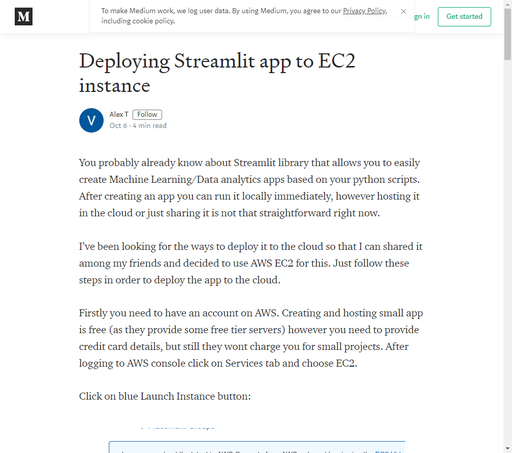 To make Medium work, we log user data. By using Medium, you agree to our Privacy Policy,
including cookie policy.
gn in
Get started
Deploying Streamlit app to EC2
instance
V
Alex T Follow
Oct 6 · 4 min read
You probably already know about Streamlit library that allows you to easily
create Machine Learning/Data analytics apps based on your python scripts.
After creating an app you can run it locally immediately, however hosting it
in the cloud or just sharing it is not that straightforward right now.
I've been looking for the ways to deploy it to the cloud so that I can shared it
among my friends and decided to use AWS EC2 for this. Just follow these
steps in order to deploy the app to the cloud.
Firstly you need to have an account on AWS. Creating and hosting small app
is free (as they provide some free tier servers) however you need to provide
credit card details, but still they wont charge you for small projects. After
logging to AWS console click on Services tab and choose EC2.
Click on blue Launch Instance button: